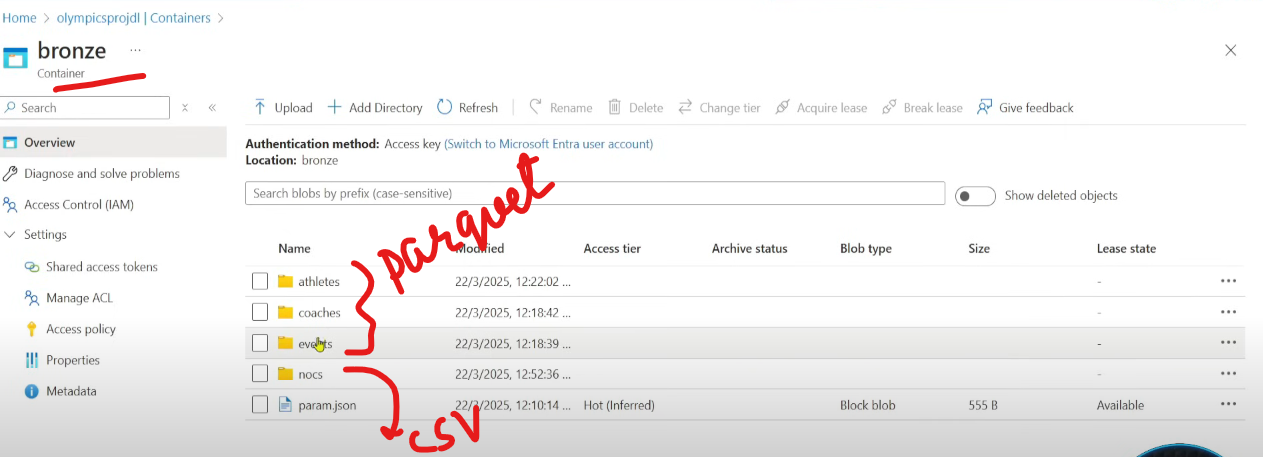 Home > olympicsprojdl | Containers >
bronze ...
Container
Search
Upload Add Directory Refresh Rename Delete Change tier Acquire lease Break lease Give feedback
Overview
Diagnose and solve problems
Access Control (IAM)
Settings
Shared access tokens
Manage ACL
Access policy
Properties
Metadata
Authentication method: Access key (Switch to Microsoft Entra user account)
Location: bronze
Search blobs by prefix (case-sensitive)
Show deleted objects
parquet
Name Modified Access tier Archive status Blob type Size Lease state
athletes 22/3/2025, 12:22:02 ... -
coaches 22/3/2025, 12:18:42 ... -
events 22/3/2025, 12:18:39 ... -
nocs 22/3/2025, 12:52:36 ... -
param.json 22/3/2025, 12:10:14 ... Hot (Inferred) Block blob 555 B Available
csv